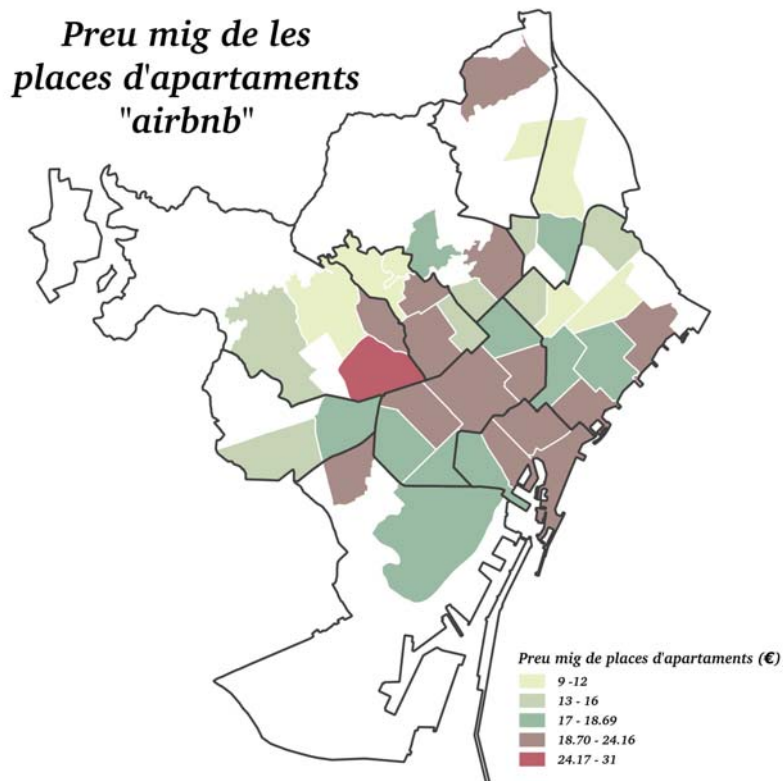 Preu mig de les
places d'apartaments
"airbnb"
Preu mig de places d'apartaments (€)
9 -12
13 - 16
17 - 18.69
18.70 - 24.16
24.17 - 31